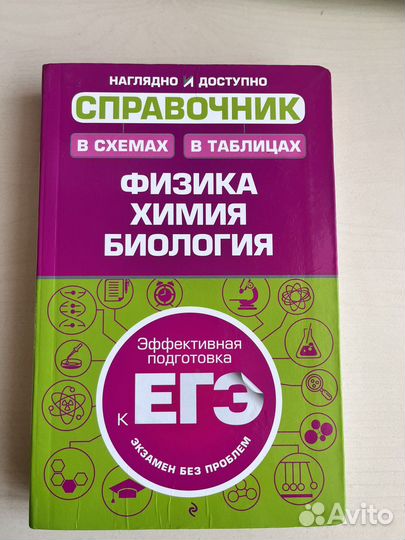 НАГЛЯДНО И ДОСТУПНО
СПРАВОЧНИК
В СХЕМАХ В ТАБЛИЦАХ
ФИЗИКА
ХИМИЯ
БИОЛОГИЯ
Эффективная
подготовка
к ЕГЭ
ЭКЗАМЕН БЕЗ ПРОБЛЕМ
Avito